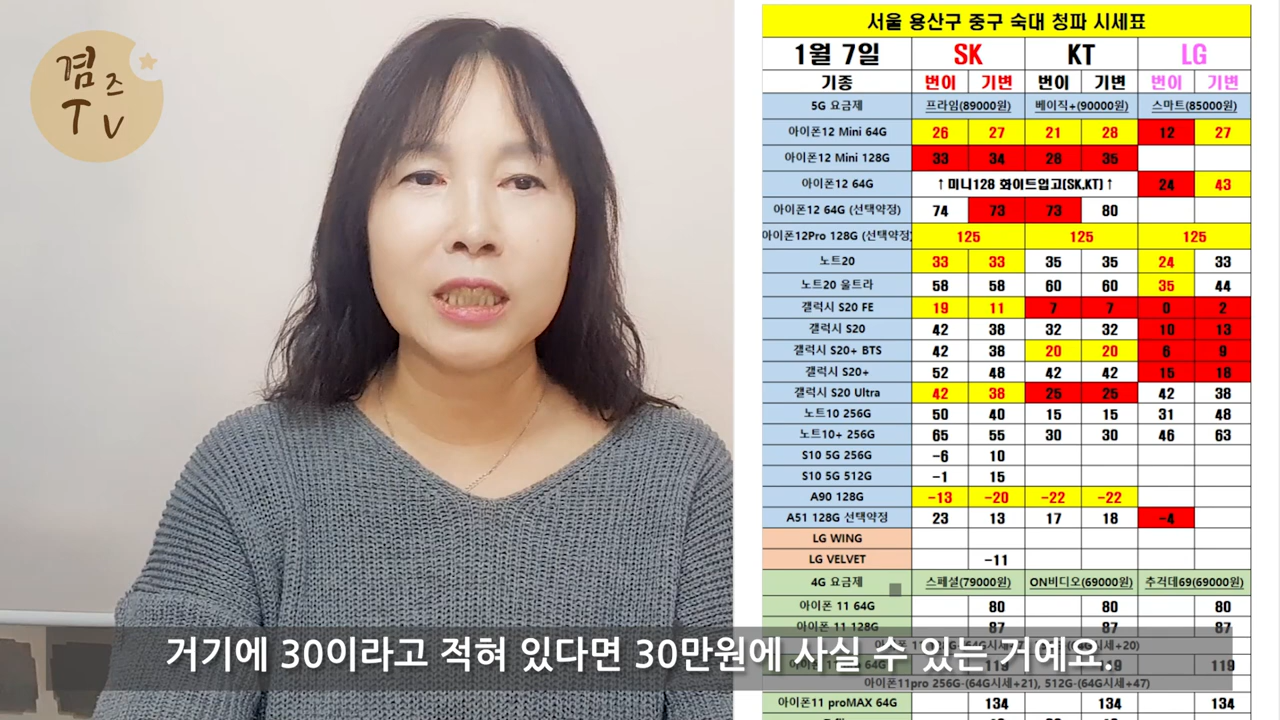 겸즈
TV
서울 용산구 중구 숙대 청파 시세표
1월 7일 SK KT LG
기종 번이 기변 번이 기변 번이 기변
5G 요금제 프라임(89000원) 베이직+(90000원) 스마트(85000원)
아이폰12 Mini 64G 26 27 21 28 12 27
아이폰12 Mini 128G 33 34 28 35
아이폰12 64G ↑미니128 화이트입고(SK,KT)↑ 24 43
아이폰12 64G (선택약정) 74 73 73 80
아이폰12Pro 128G (선택약정) 125 125 125
노트20 33 33 35 35 24 33
노트20 울트라 58 58 60 60 35 44
갤럭시 S20 FE 19 11 7 7 0 2
갤럭시 S20 42 38 32 32 10 13
갤럭시 S20+ BTS 42 38 20 20 6 9
갤럭시 S20+ 52 48 42 42 15 18
갤럭시 S20 Ultra 42 38 25 25 42 38
노트10 256G 50 40 15 15 31 48
노트10+ 256G 65 55 30 30 46 63
S10 5G 256G -6 10
S10 5G 512G -1 15
A90 128G -13 -20 -22 -22
A51 128G 선택약정 23 13 17 18 -4
LG WING
LG VELVET -11
4G 요금제 스페셜(79000원) ON비디오(69000원) 추걱데69(69000원)
아이폰 11 64G 80 80 80
아이폰 11 128G 87 87 87
거기에 30이라고 적혀 있다면 30만원에 사실 수 있는 거예요.
64G 119 119 119
아이폰11pro 256G-(64G시세+21), 512G-(64G시세+47)
아이폰11 proMAX 64G 134 134 134